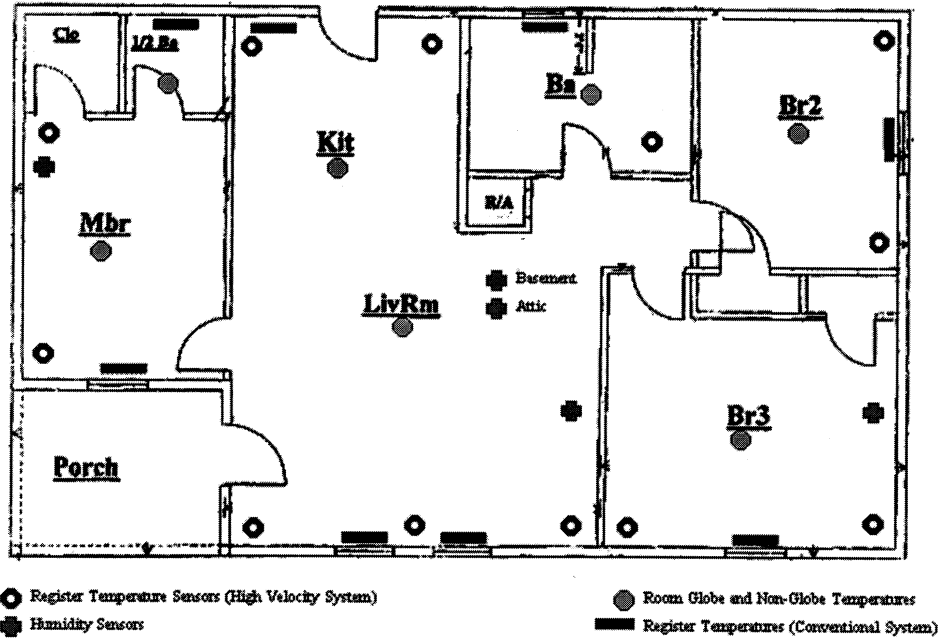 Clo
1/2 Ba
Kit
Ba
Br2
R/A
Mbr
LivRm
Basement
Attic
Br3
Porch
Register Temperature Sensors (High Velocity System)
Room Globe and Non-Globe Temperatures
Humidity Sensors
Register Temperatures (Conventional System)